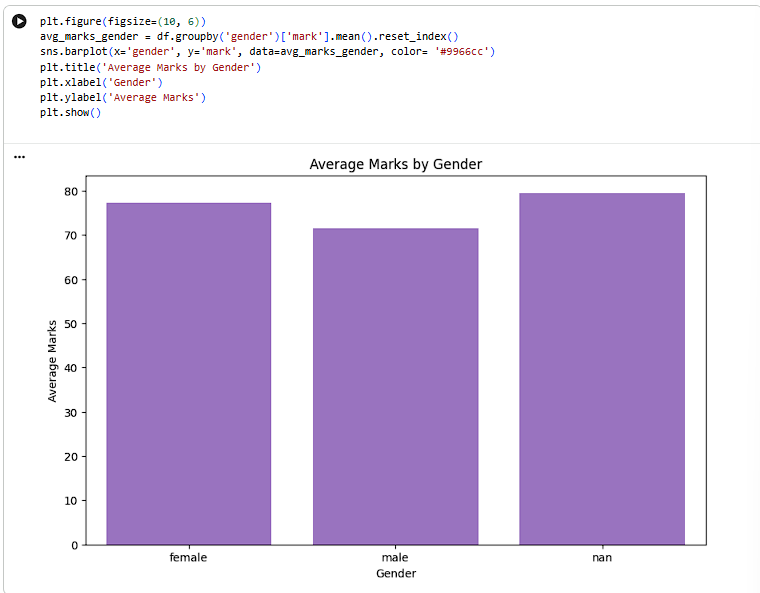 plt.figure(figsize=(10, 6))
avg_marks_gender = df.groupby('gender')['mark'].mean().reset_index()
sns.barplot(x='gender', y='mark', data=avg_marks_gender, color= '#9966cc')
plt.title('Average Marks by Gender')
plt.xlabel('Gender')
plt.ylabel('Average Marks')
plt.show()
...
Average Marks by Gender
80
70
60
50
40
30
20
10
0
Average Marks
female male nan
Gender